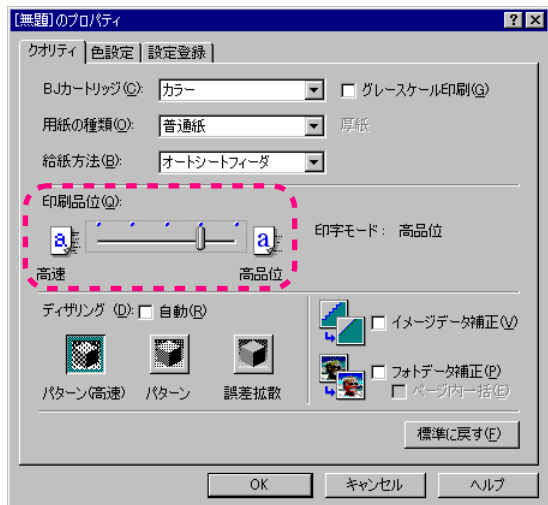 [無題]のプロパティ
クオリティ 色設定 設定登録
BJカートリッジ(C): カラー グレースケール印刷(G)
用紙の種類(O): 普通紙 厚紙
給紙方法(B): オートシートフィーダ
印刷品位(Q):
a a
高速 高品位
印字モード： 高品位
ディザリング (D): 自動(R)
パターン(高速) パターン 誤差拡散
イメージデータ補正(V)
フォトデータ補正(P)
ページ内一括(E)
標準に戻す(F)
OK キャンセル ヘルプ